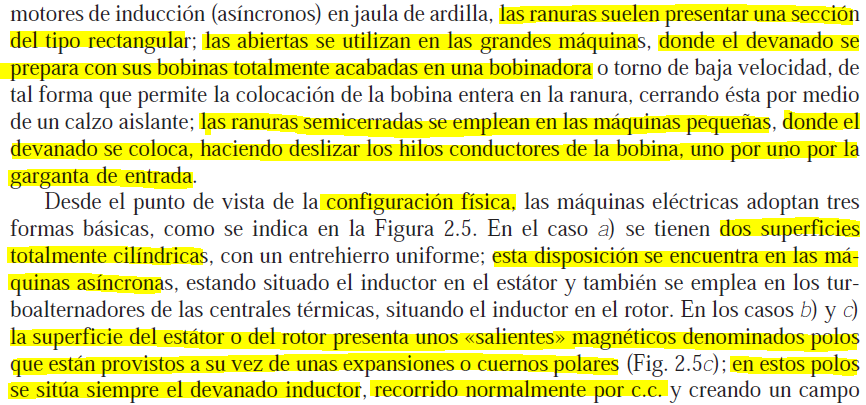 motores de inducción (asíncronos) en jaula de ardilla, las ranuras suelen presentar una sección
del tipo rectangular; las abiertas se utilizan en las grandes máquinas, donde el devanado se
prepara con sus bobinas totalmente acabadas en una bobinadora o torno de baja velocidad, de
tal forma que permite la colocación de la bobina entera en la ranura, cerrando ésta por medio
de un calzo aislante; las ranuras semicerradas se emplean en las máquinas pequeñas, donde el
devanado se coloca, haciendo deslizar los hilos conductores de la bobina, uno por uno por la
garganta de entrada.
Desde el punto de vista de la configuración física, las máquinas eléctricas adoptan tres
formas básicas, como se indica en la Figura 2.5. En el caso a) se tienen dos superficies
totalmente cilíndricas, con un entrehierro uniforme; esta disposición se encuentra en las má-
quinas asíncronas, estando situado el inductor en el estátor y también se emplea en los tur-
boalternadores de las centrales térmicas, situando el inductor en el rotor. En los casos b) y c)
la superficie del estátor o del rotor presenta unos «salientes» magnéticos denominados polos
que están provistos a su vez de unas expansiones o cuernos polares (Fig. 2.5c); en estos polos
se sitúa siempre el devanado inductor, recorrido normalmente por c.c. y creando un campo